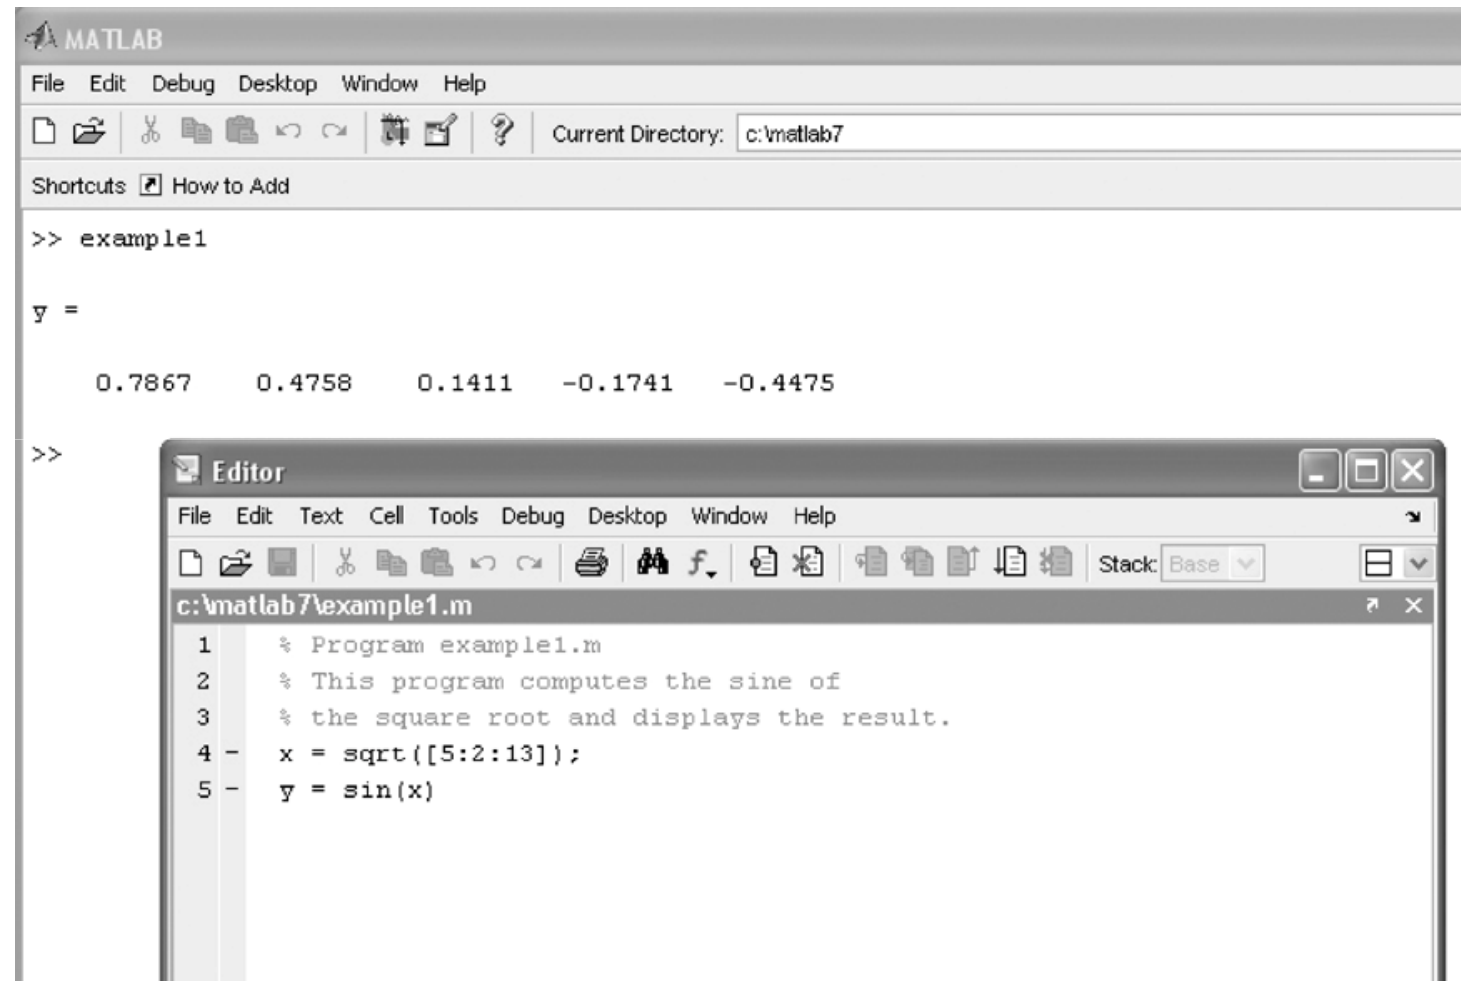 MATLAB
File Edit Debug Desktop Window Help
Current Directory: c:\matlab7
Shortcuts How to Add
>> example1
y =
0.7867 0.4758 0.1411 -0.1741 -0.4475
>>
Editor
File Edit Text Cell Tools Debug Desktop Window Help
Stack: Base
c:\matlab7\example1.m
1 % Program example1.m
2 % This program computes the sine of
3 % the square root and displays the result.
4 - x = sqrt([5:2:13]);
5 - y = sin(x)